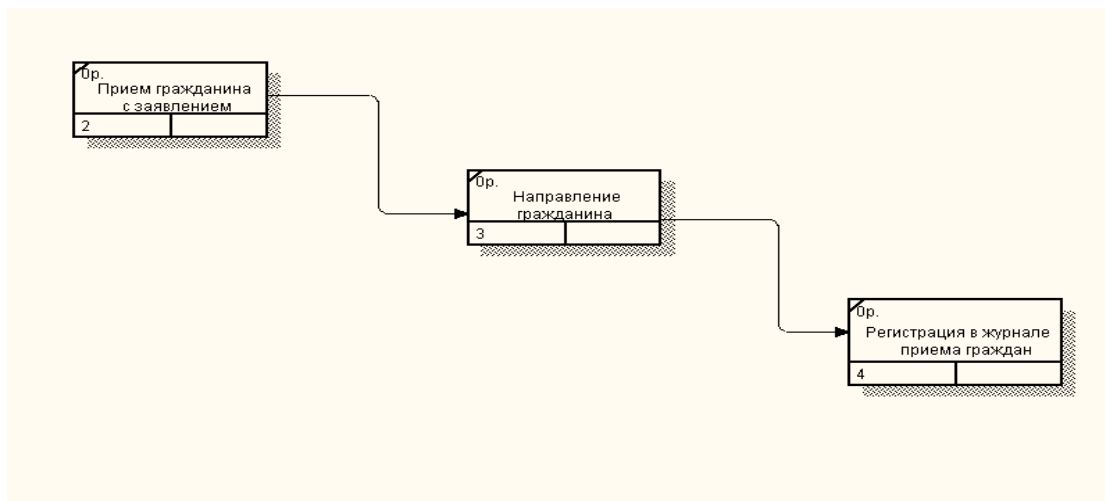 0р.
Прием гражданина
с заявлением
2
0р.
Направление
гражданина
3
0р.
Регистрация в журнале
приема граждан
4